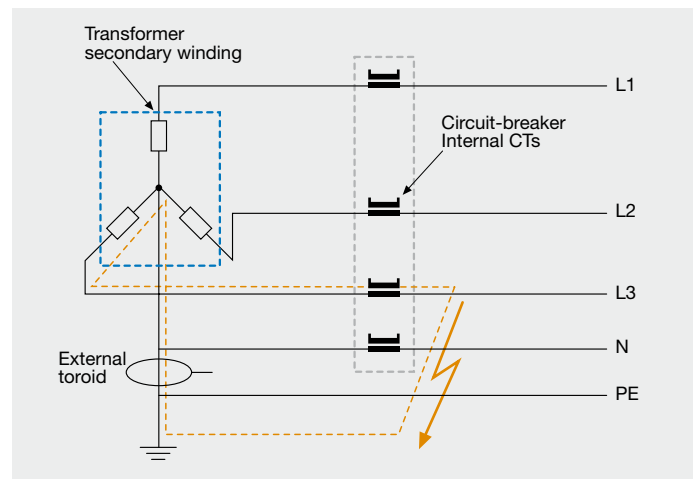 Transformer
secondary winding
L1
Circuit-breaker
Internal CTs
L2
L3
N
External
toroid
PE